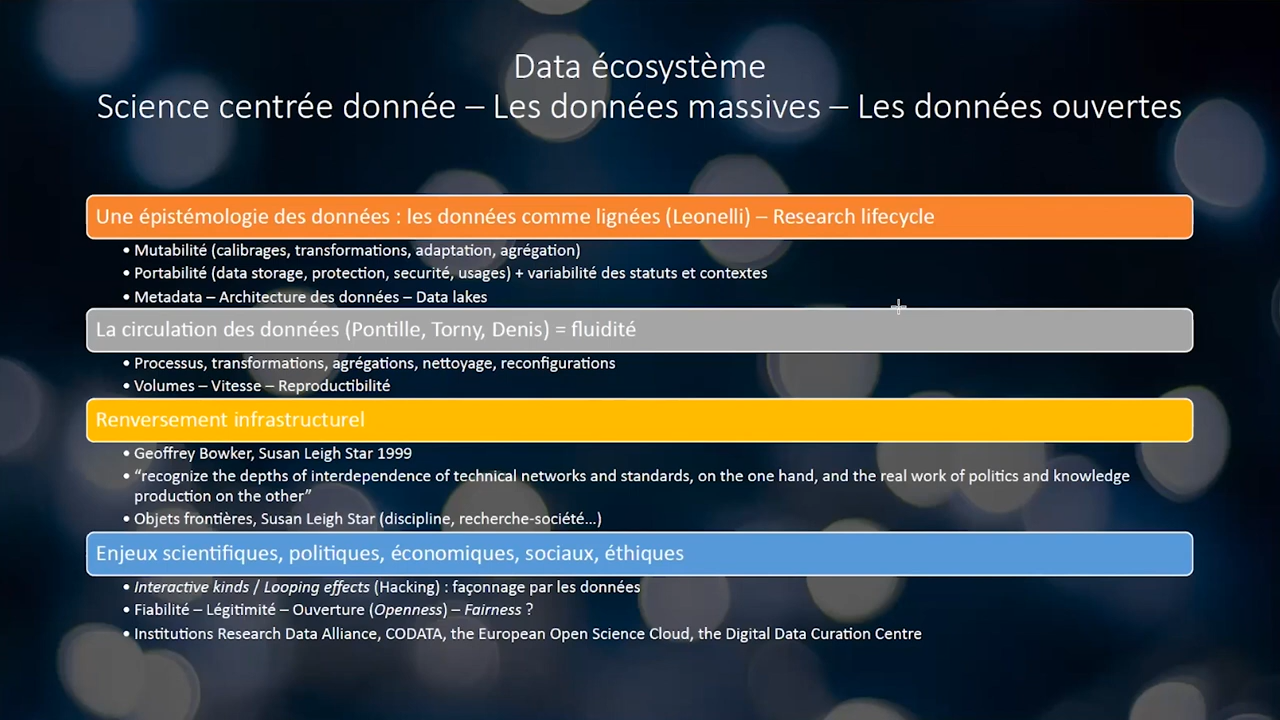 Data écosystème
Science centrée donnée – Les données massives – Les données ouvertes
Une épistémologie des données : les données comme lignées (Leonelli) – Research lifecycle
• Mutabilité (calibrages, transformations, adaptation, agrégation)
• Portabilité (data storage, protection, securité, usages) + variabilité des statuts et contextes
• Metadata – Architecture des données – Data lakes
La circulation des données (Pontille, Torny, Denis) = fluidité
• Processus, transformations, agrégations, nettoyage, reconfigurations
• Volumes – Vitesse – Reproductibilité
Renversement infrastructurel
• Geoffrey Bowker, Susan Leigh Star 1999
• “recognize the depths of interdependence of technical networks and standards, on the one hand, and the real work of politics and knowledge
production on the other”
• Objets frontières, Susan Leigh Star (discipline, recherche-société…)
Enjeux scientifiques, politiques, économiques, sociaux, éthiques
• Interactive kinds / Looping effects (Hacking) : façonnage par les données
• Fiabilité – Légitimité – Ouverture (Openness) – Fairness ?
• Institutions Research Data Alliance, CODATA, the European Open Science Cloud, the Digital Data Curation Centre